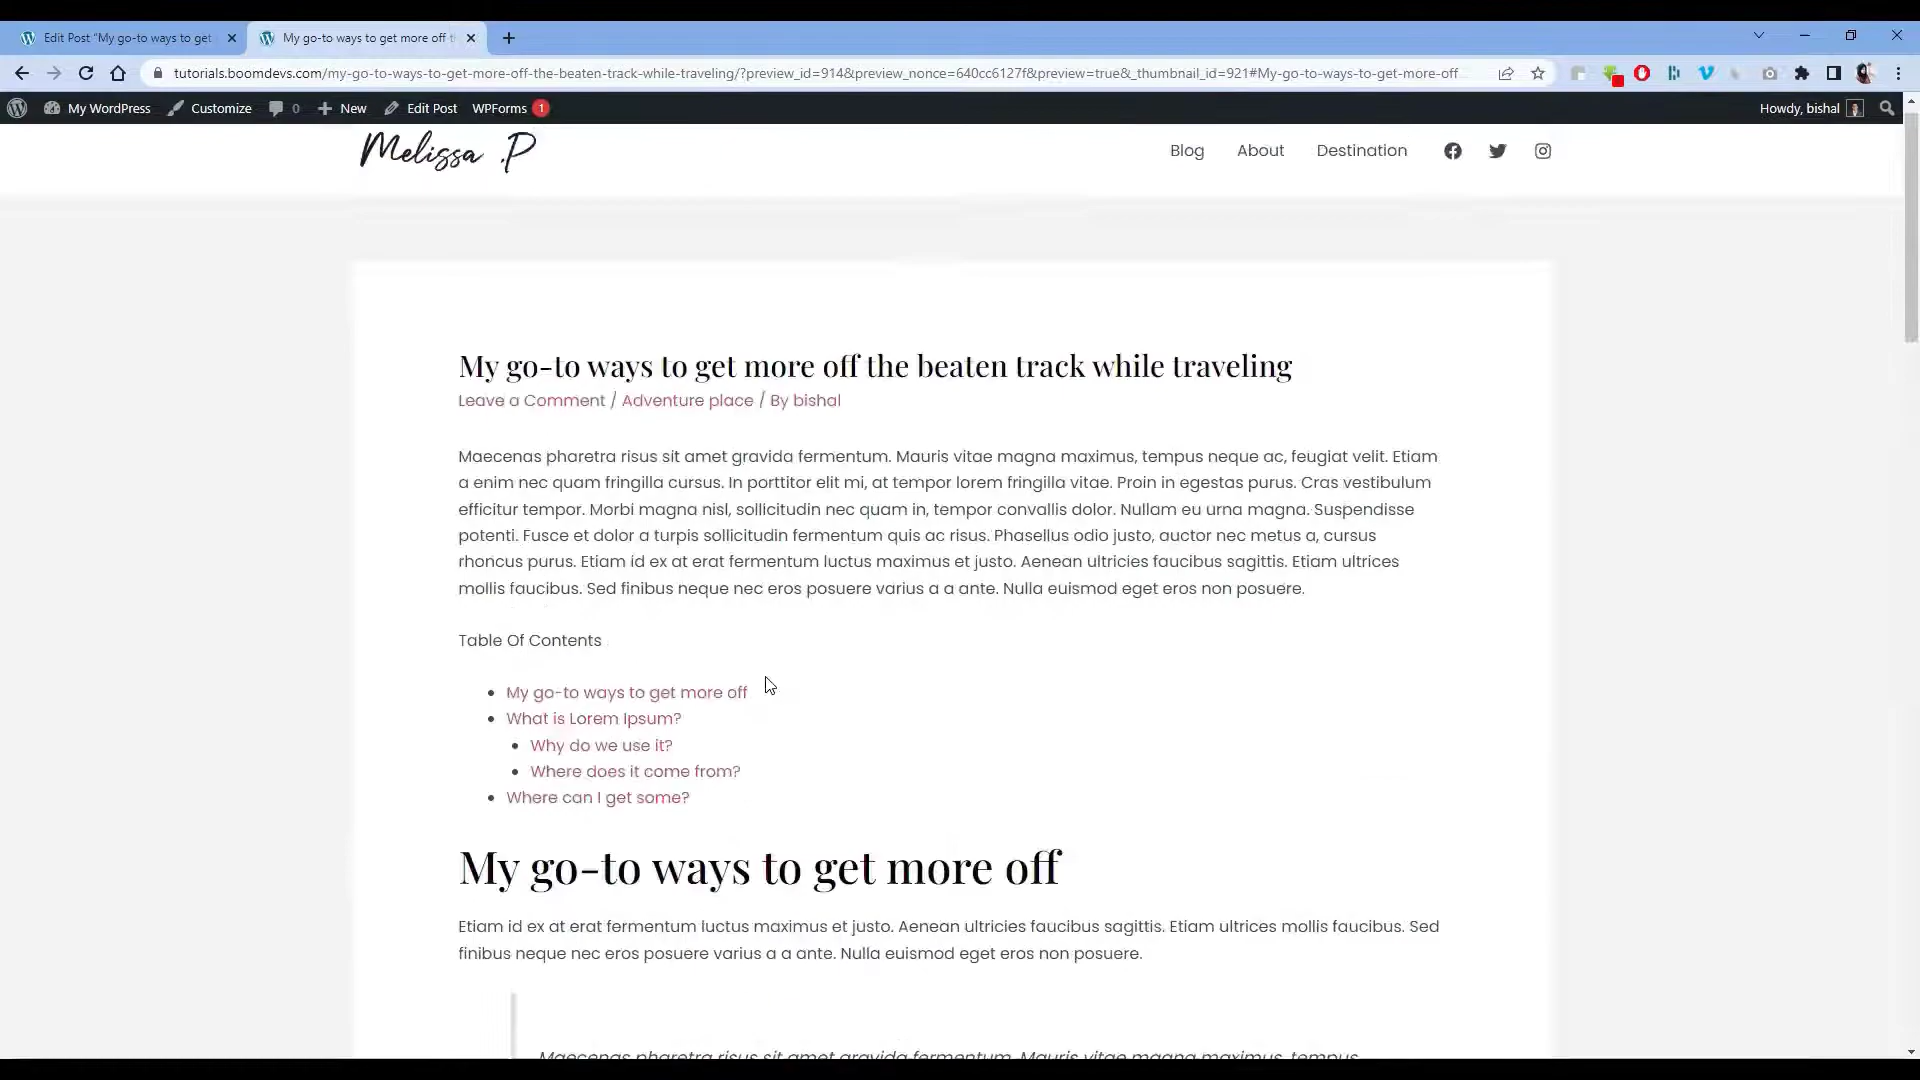 Edit Post "My go-to ways to get
My go-to ways to get more off t
tutorials.boomdevs.com/my-go-to-ways-to-get-more-off-the-beaten-track-while-traveling/?preview_id=914&preview_nonce=640cc6127f&preview=true&_thumbnail_id=921#My-go-to-ways-to-get-more-off
My WordPress Customize 0 New Edit Post WPForms 1 Howdy, bishal
Melissa .P
Blog About Destination
My go-to ways to get more off the beaten track while traveling
Leave a Comment / Adventure place / By bishal
Maecenas pharetra risus sit amet gravida fermentum. Mauris vitae magna maximus, tempus neque ac, feugiat velit. Etiam
a enim nec quam fringilla cursus. In porttitor elit mi, at tempor lorem fringilla vitae. Proin in egestas purus. Cras vestibulum
efficitur tempor. Morbi magna nisl, sollicitudin nec quam in, tempor convallis dolor. Nullam eu urna magna. Suspendisse
potenti. Fusce et dolor a turpis sollicitudin fermentum quis ac risus. Phasellus odio justo, auctor nec metus a, cursus
rhoncus purus. Etiam id ex at erat fermentum luctus maximus et justo. Aenean ultricies faucibus sagittis. Etiam ultrices
mollis faucibus. Sed finibus neque nec eros posuere varius a a ante. Nulla euismod eget eros non posuere.
Table Of Contents
My go-to ways to get more off
What is Lorem Ipsum?
Why do we use it?
Where does it come from?
Where can I get some?
My go-to ways to get more off
Etiam id ex at erat fermentum luctus maximus et justo. Aenean ultricies faucibus sagittis. Etiam ultrices mollis faucibus. Sed
finibus neque nec eros posuere varius a a ante. Nulla euismod eget eros non posuere.
Maecenas pharetra risus sit amet gravida fermentum. Mauris vitae magna maximus, tempus